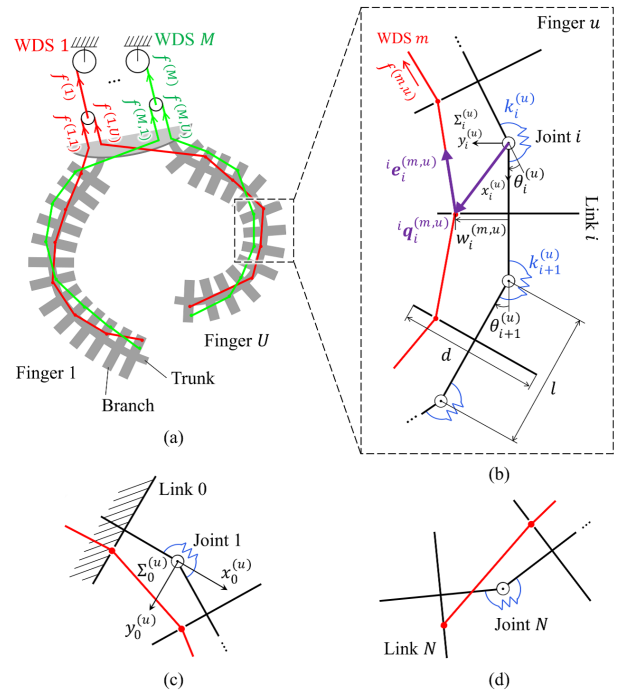 WDS 1
WDS M
...
f^(1)
f^(M)
f^(1,1)
f^(1,U)
f^(M,1)
f^(M,U)
Finger U
Finger 1
Trunk
Branch
(a)
Finger u
WDS m
f^(m,u)
k_i^(u)
Σ_i^(u)
y_i^(u)
Joint i
^i e_i^(m,u)
x_i^(u)
θ_i^(u)
Link i
^i q_i^(m,u)
w_i^(m,u)
k_{i+1}^(u)
θ_{i+1}^(u)
d
l
(b)
Link 0
Joint 1
Σ_0^(u)
x_0^(u)
y_0^(u)
(c)
Joint N
Link N
(d)